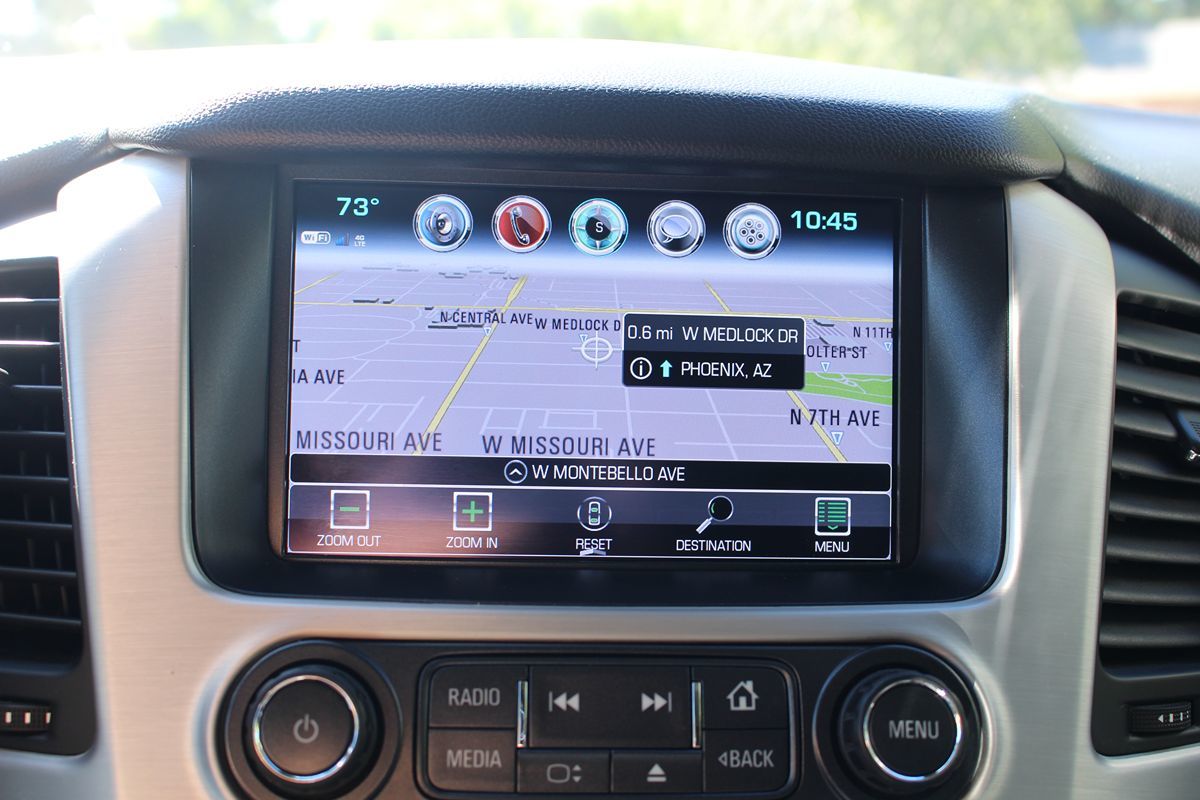 73°
10:45
WiFi 4G LTE
S
N CENTRAL AVE
W MEDLOCK D
0.6 mi W MEDLOCK DR
N 11TH
OLTER ST
T
IA AVE
PHOENIX, AZ
N 7TH AVE
MISSOURI AVE
W MISSOURI AVE
W MONTEBELLO AVE
ZOOM OUT
ZOOM IN
RESET
DESTINATION
MENU
RADIO
MEDIA
BACK
MENU